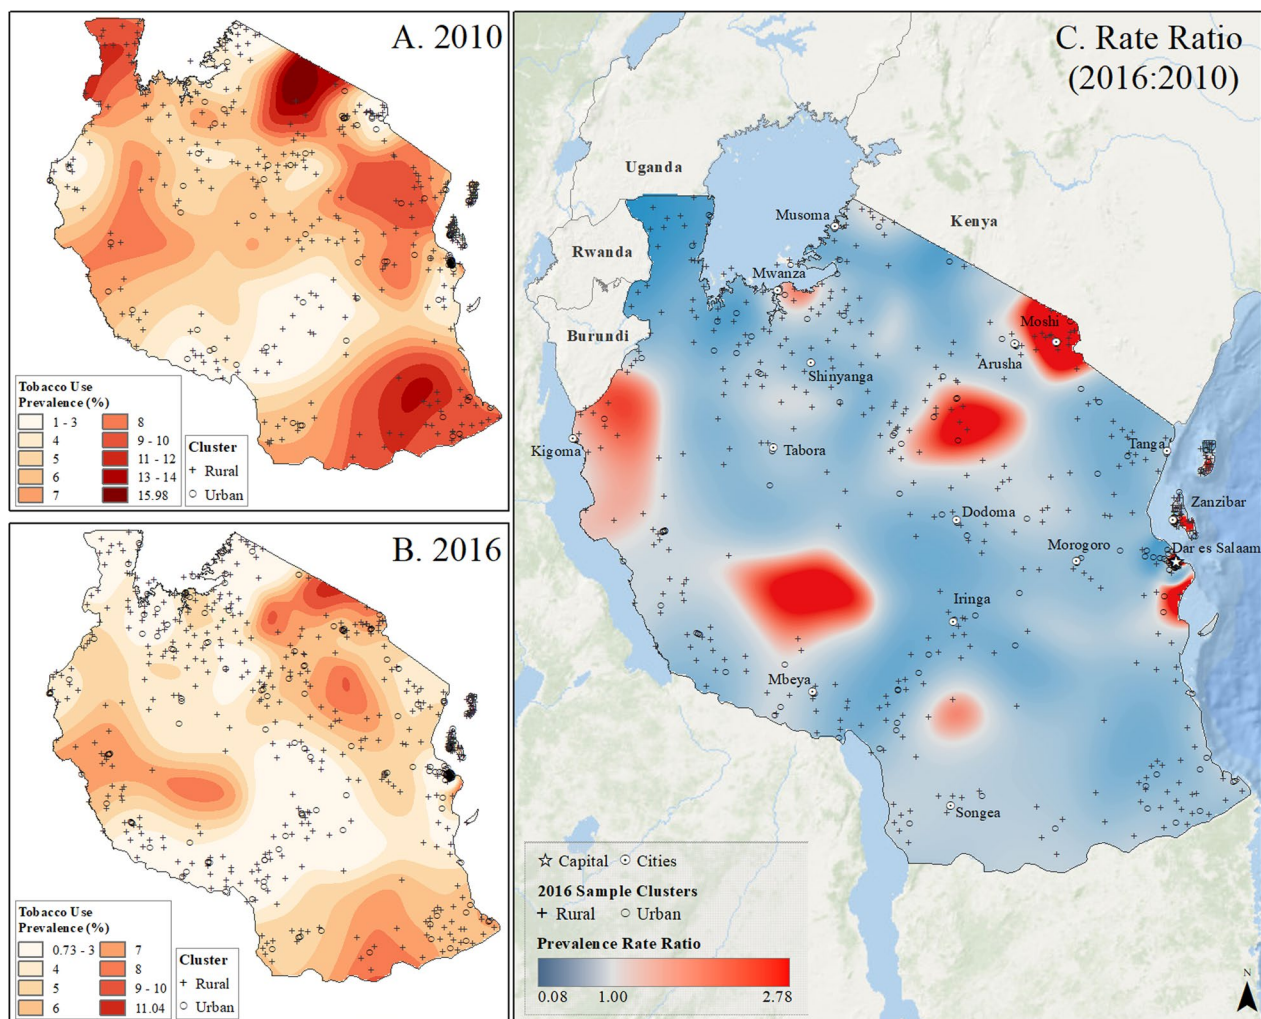 A. 2010
Tobacco Use
Prevalence (%)
1 - 3
4
5
6
7
8
9 - 10
11 - 12
13 - 14
15.98
Cluster
+ Rural
○ Urban
B. 2016
Tobacco Use
Prevalence (%)
0.73 - 3
4
5
6
7
8
9 - 10
11.04
Cluster
+ Rural
○ Urban
C. Rate Ratio
(2016:2010)
Uganda
Kenya
Musoma
Rwanda
Mwanza
Burundi
Moshi
Arusha
Shinyanga
Kigoma
Tabora
Tanga
Zanzibar
Dodoma
Morogoro
Dar es Salaam
Iringa
Mbeya
Songea
Capital
Cities
2016 Sample Clusters
+ Rural
○ Urban
Prevalence Rate Ratio
0.08 1.00 2.78
N